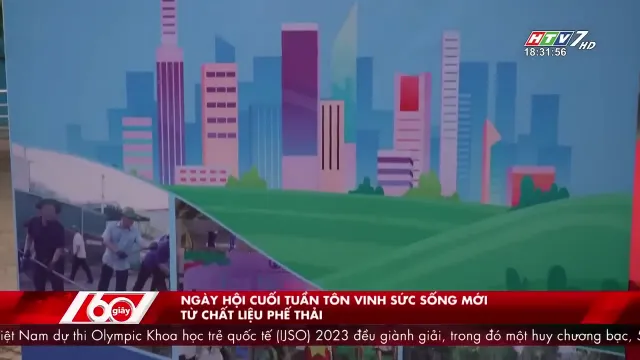 HTV7 HD
18:31:56
60 giây
NGÀY HỘI CUỐI TUẦN TÔN VINH SỨC SỐNG MỚI
TỪ CHẤT LIỆU PHẾ THẢI
Việt Nam dự thi Olympic Khoa học trẻ quốc tế (IJSO) 2023 đều giành giải, trong đó một huy chương bạc,